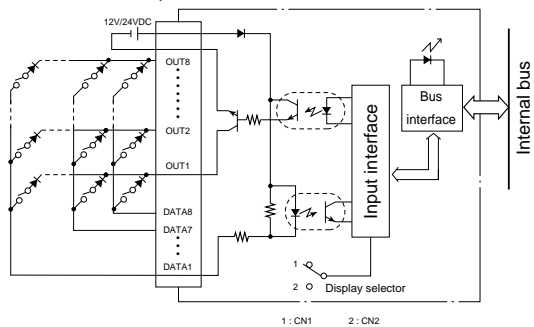 12V/24VDC
OUT8
OUT2
OUT1
DATA8
DATA7
DATA1
Input interface
Bus
interface
Internal bus
1
2 Display selector
1 : CN1 2 : CN2